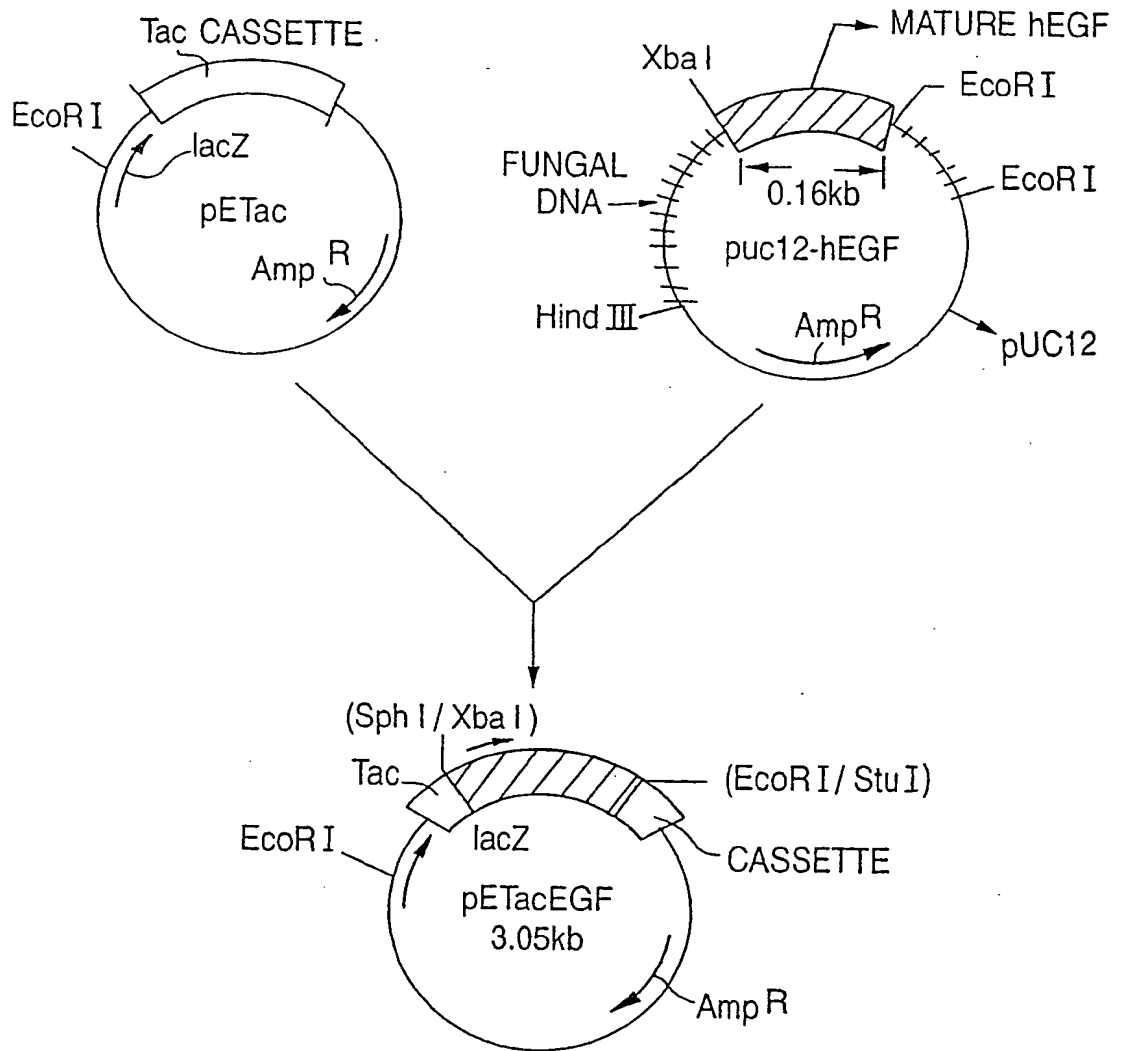 Tac CASSETTE
EcoR I
lacZ
pETac
Amp R
MATURE hEGF
Xba I
EcoR I
EcoR I
FUNGAL
DNA
0.16kb
puc12-hEGF
Hind III
Amp R
pUC12
(Sph I / Xba I)
Tac
(EcoR I / Stu I)
EcoR I
lacZ
CASSETTE
pETacEGF
3.05kb
Amp R